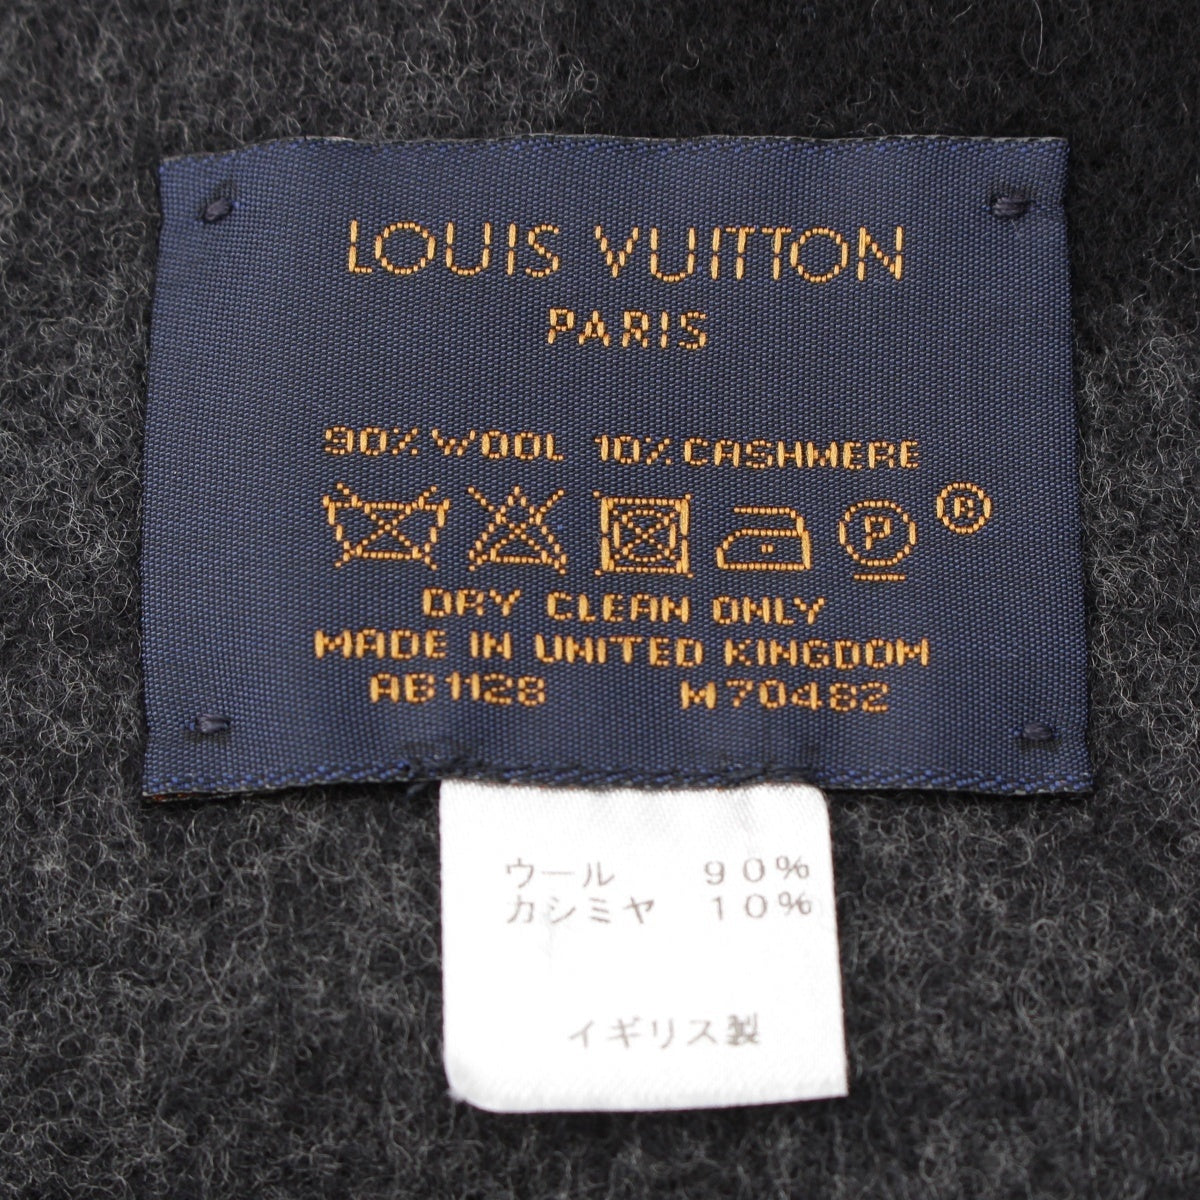 LOUIS VUITTON
PARIS
90% WOOL 10% CASHMERE
P ®
DRY CLEAN ONLY
MADE IN UNITED KINGDOM
AB1128 M70482
ウール 90%
カシミヤ 10%
イギリス製